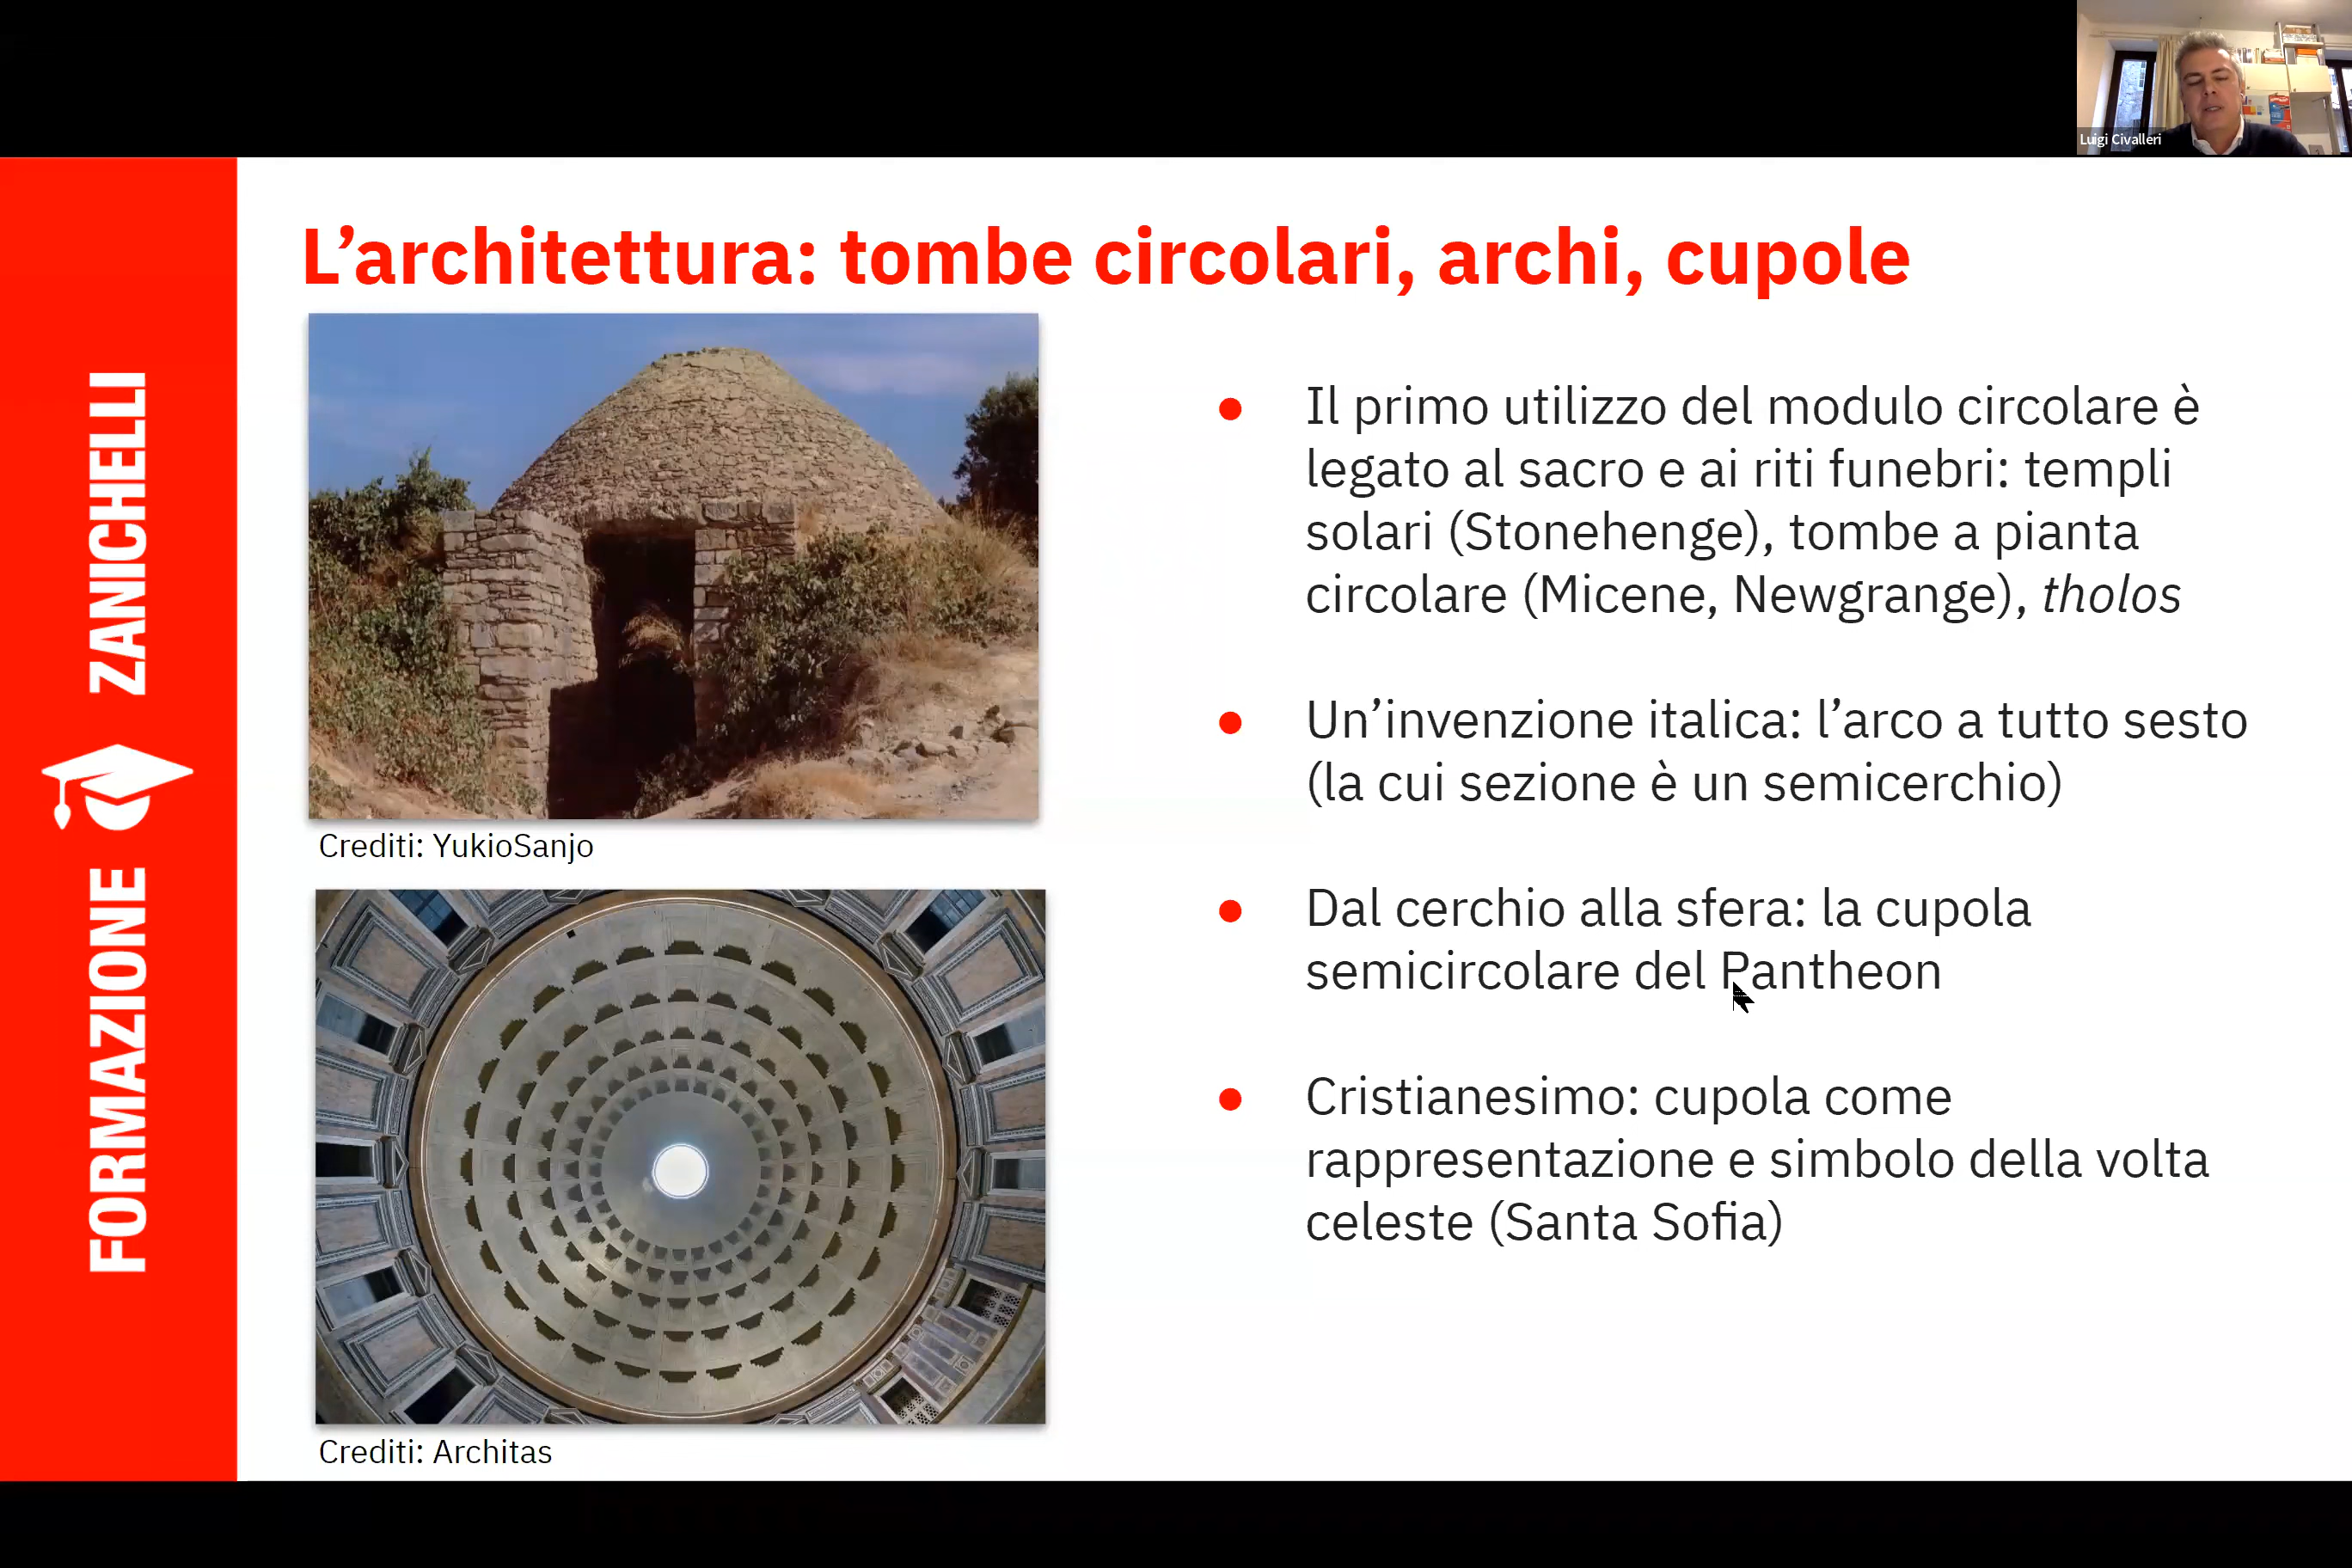 Luigi Civalleri
FORMAZIONE ZANICHELLI
L’architettura: tombe circolari, archi, cupole
Crediti: YukioSanjo
Crediti: Architas
● Il primo utilizzo del modulo circolare è
legato al sacro e ai riti funebri: templi
solari (Stonehenge), tombe a pianta
circolare (Micene, Newgrange), tholos
● Un’invenzione italica: l’arco a tutto sesto
(la cui sezione è un semicerchio)
● Dal cerchio alla sfera: la cupola
semicircolare del Pantheon
● Cristianesimo: cupola come
rappresentazione e simbolo della volta
celeste (Santa Sofia)